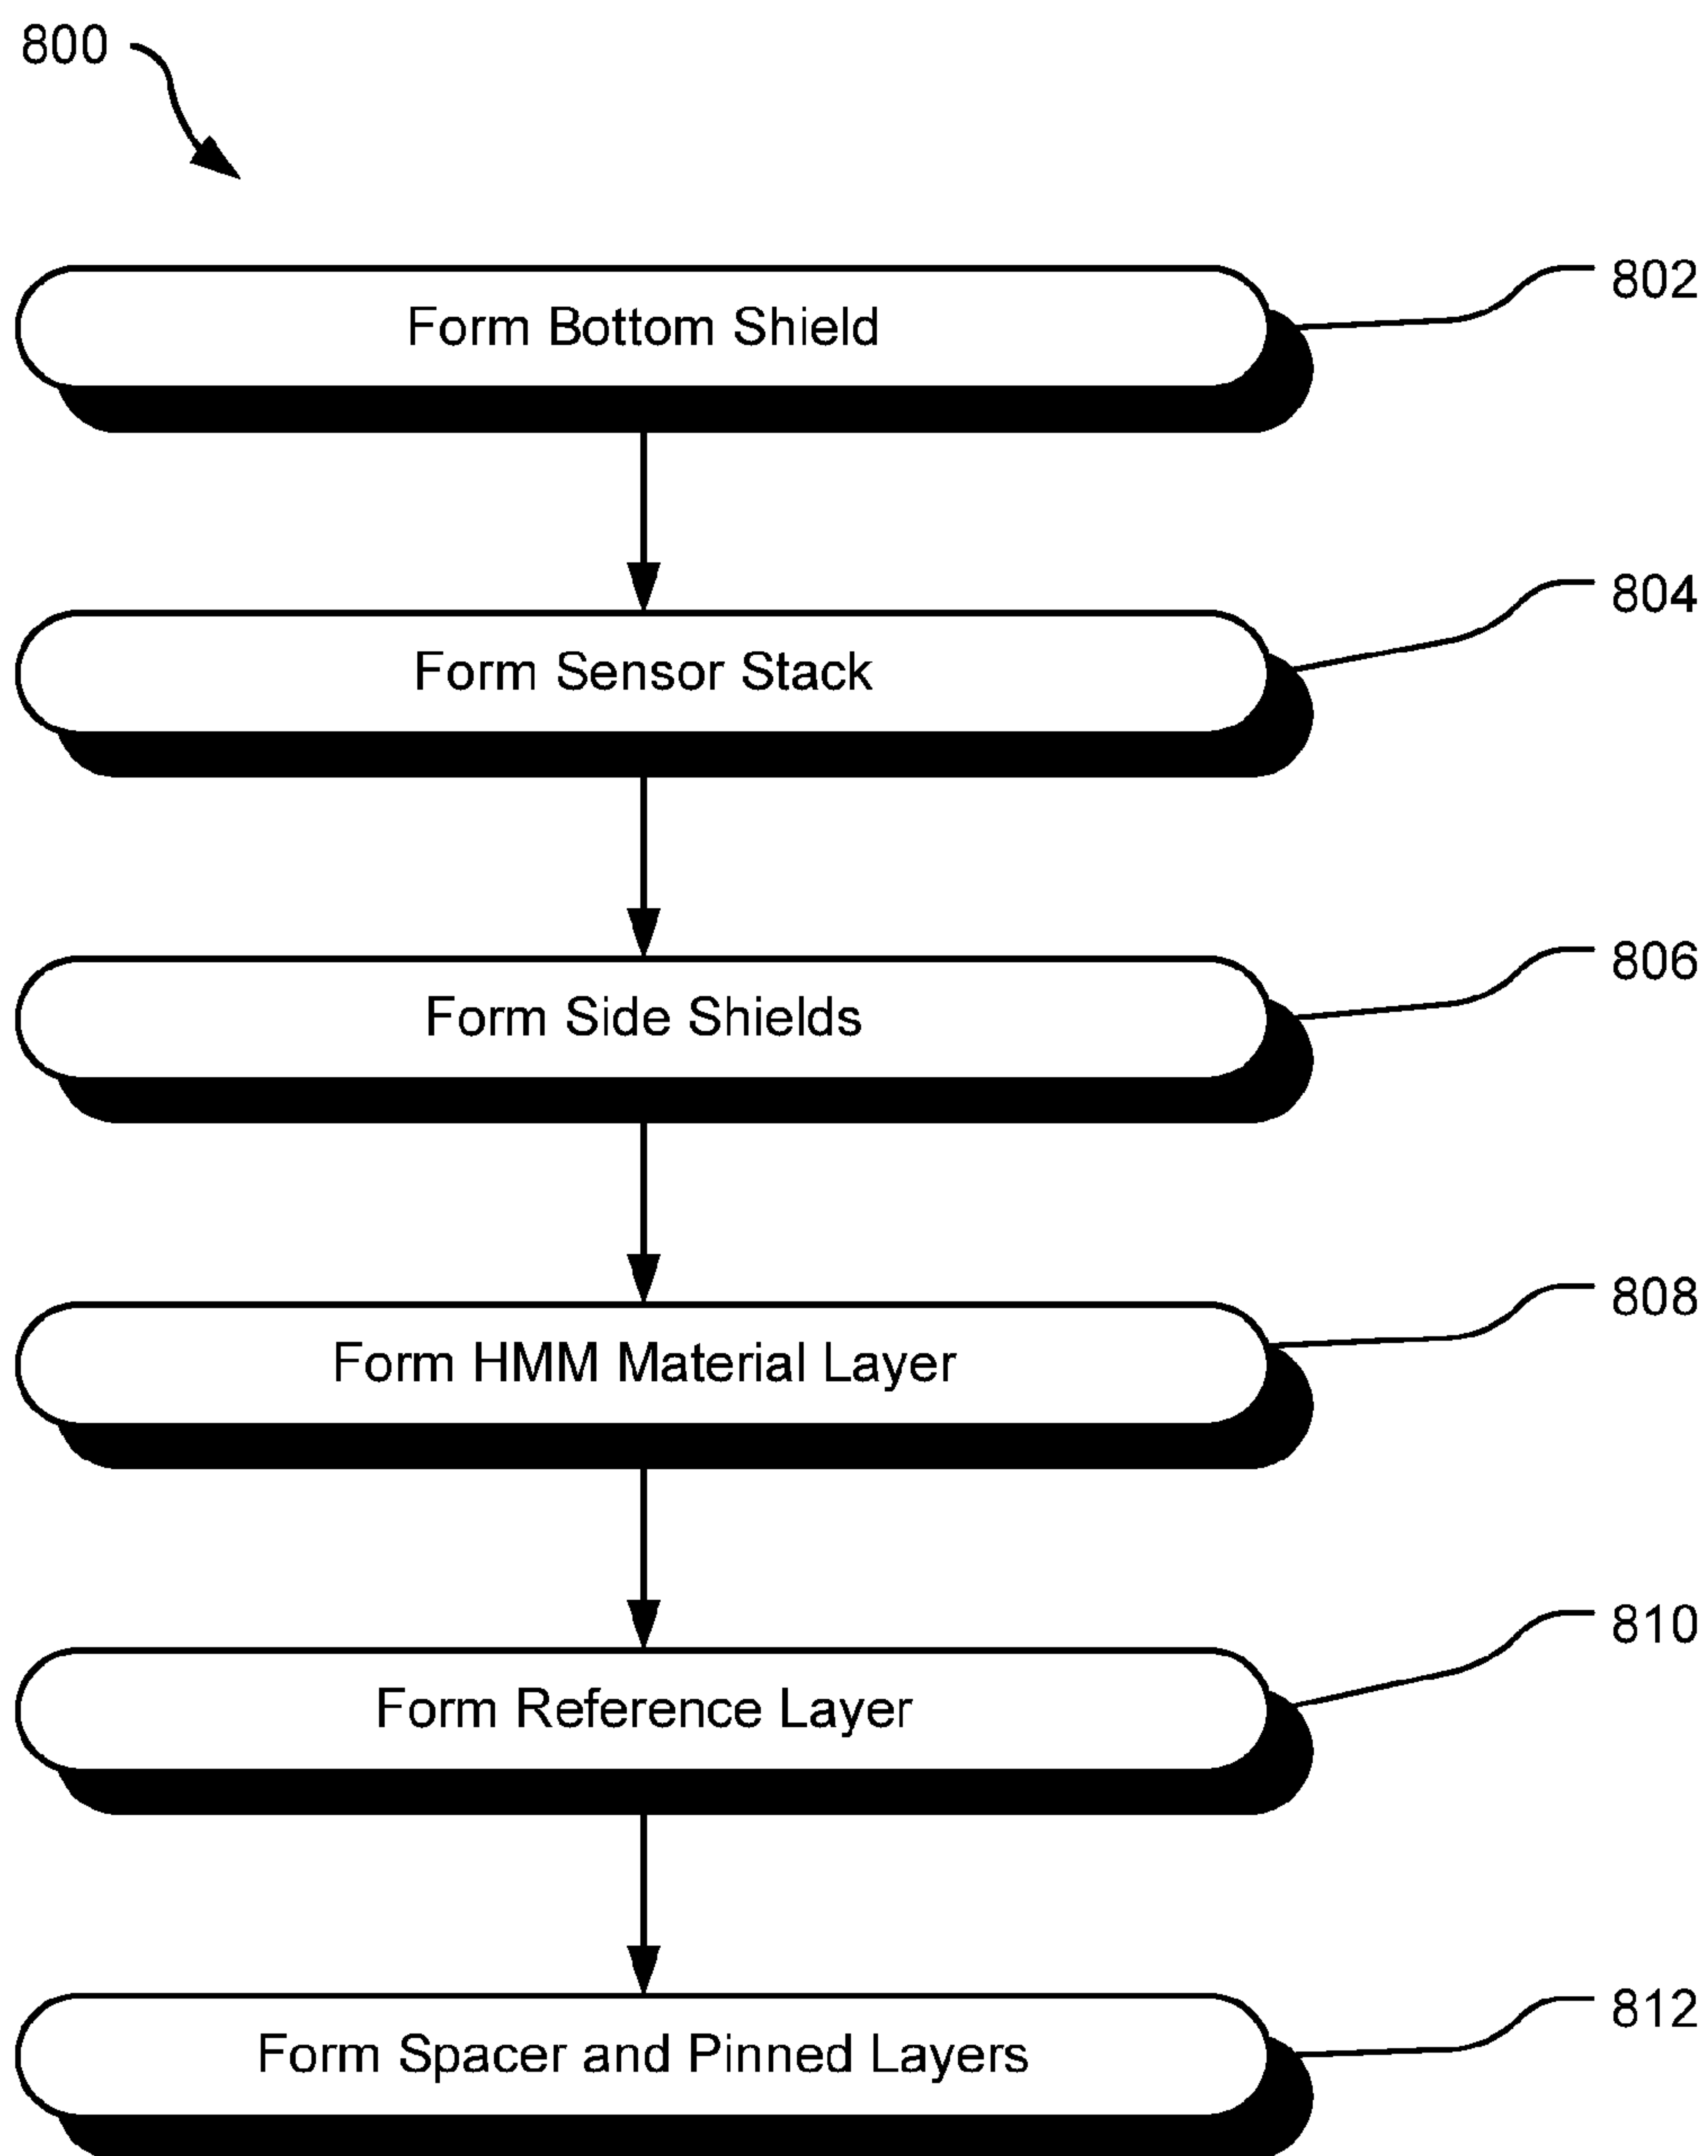 800
Form Bottom Shield
802
Form Sensor Stack
804
Form Side Shields
806
Form HMM Material Layer
808
Form Reference Layer
810
Form Spacer and Pinned Layers
812